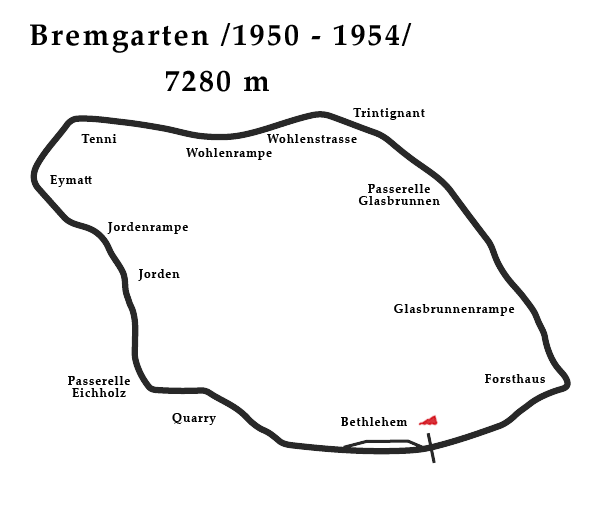 Bremgarten /1950 - 1954/
7280 m
Trintignant
Tenni
Wohlenstrasse
Wohlenrampe
Eymatt
Passerelle
Glasbrunnen
Jordenrampe
Jorden
Glasbrunnenrampe
Passerelle
Eichholz
Forsthaus
Quarry
Bethlehem